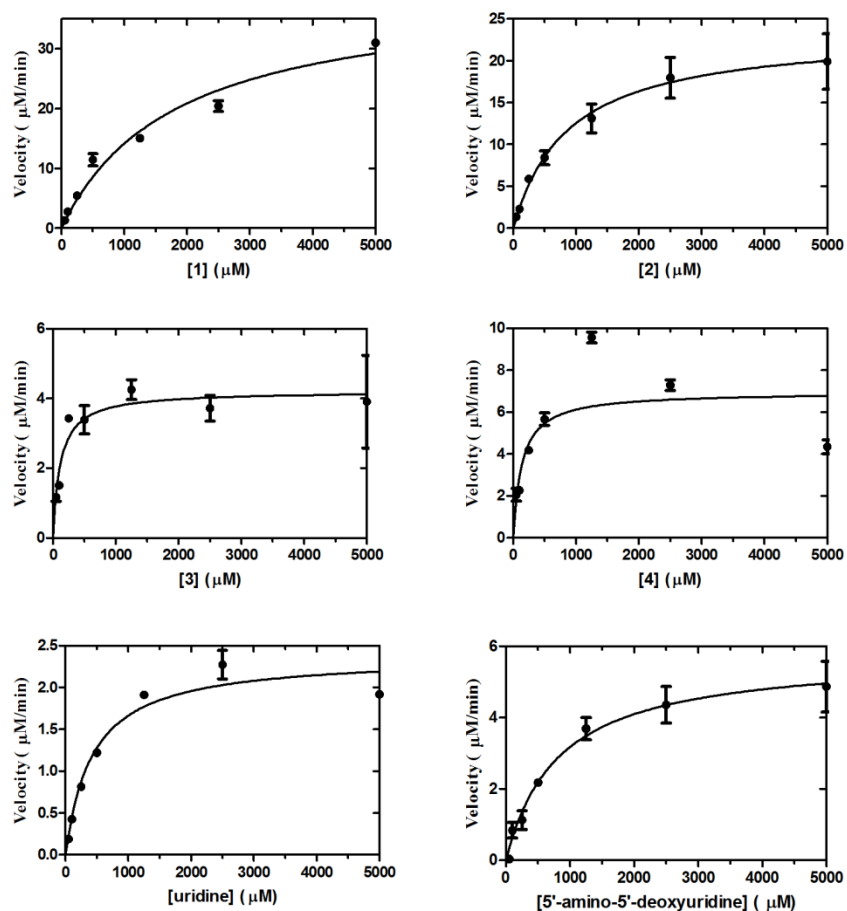 Velocity ( μM/min)
30
20
10
0
0 1000 2000 3000 4000 5000
[1] ( μM)
Velocity ( μM/min)
25
20
15
10
5
0
0 1000 2000 3000 4000 5000
[2] ( μM)
Velocity ( μM/min)
6
4
2
0
0 1000 2000 3000 4000 5000
[3] ( μM)
Velocity ( μM/min)
10
8
6
4
2
0
0 1000 2000 3000 4000 5000
[4] ( μM)
Velocity ( μM/min)
2.5
2.0
1.5
1.0
0.5
0.0
0 1000 2000 3000 4000 5000
[uridine] ( μM)
Velocity ( μM/min)
6
4
2
0
0 1000 2000 3000 4000 5000
[5'-amino-5'-deoxyuridine] ( μM)